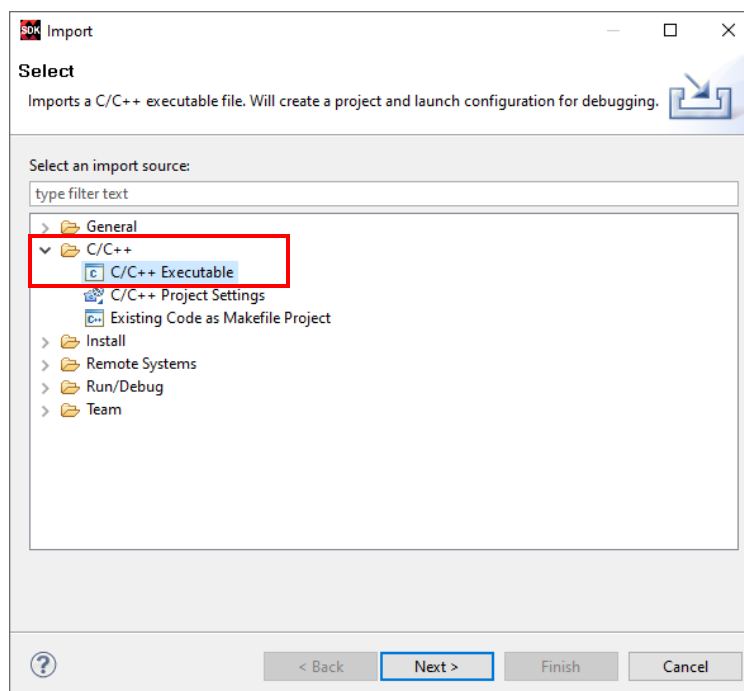 SDK Import
Select
Imports a C/C++ executable file. Will create a project and launch configuration for debugging.
Select an import source:
type filter text
General
C/C++
C C/C++ Executable
C/C++ Project Settings
C++ Existing Code as Makefile Project
Install
Remote Systems
Run/Debug
Team
? < Back Next > Finish Cancel